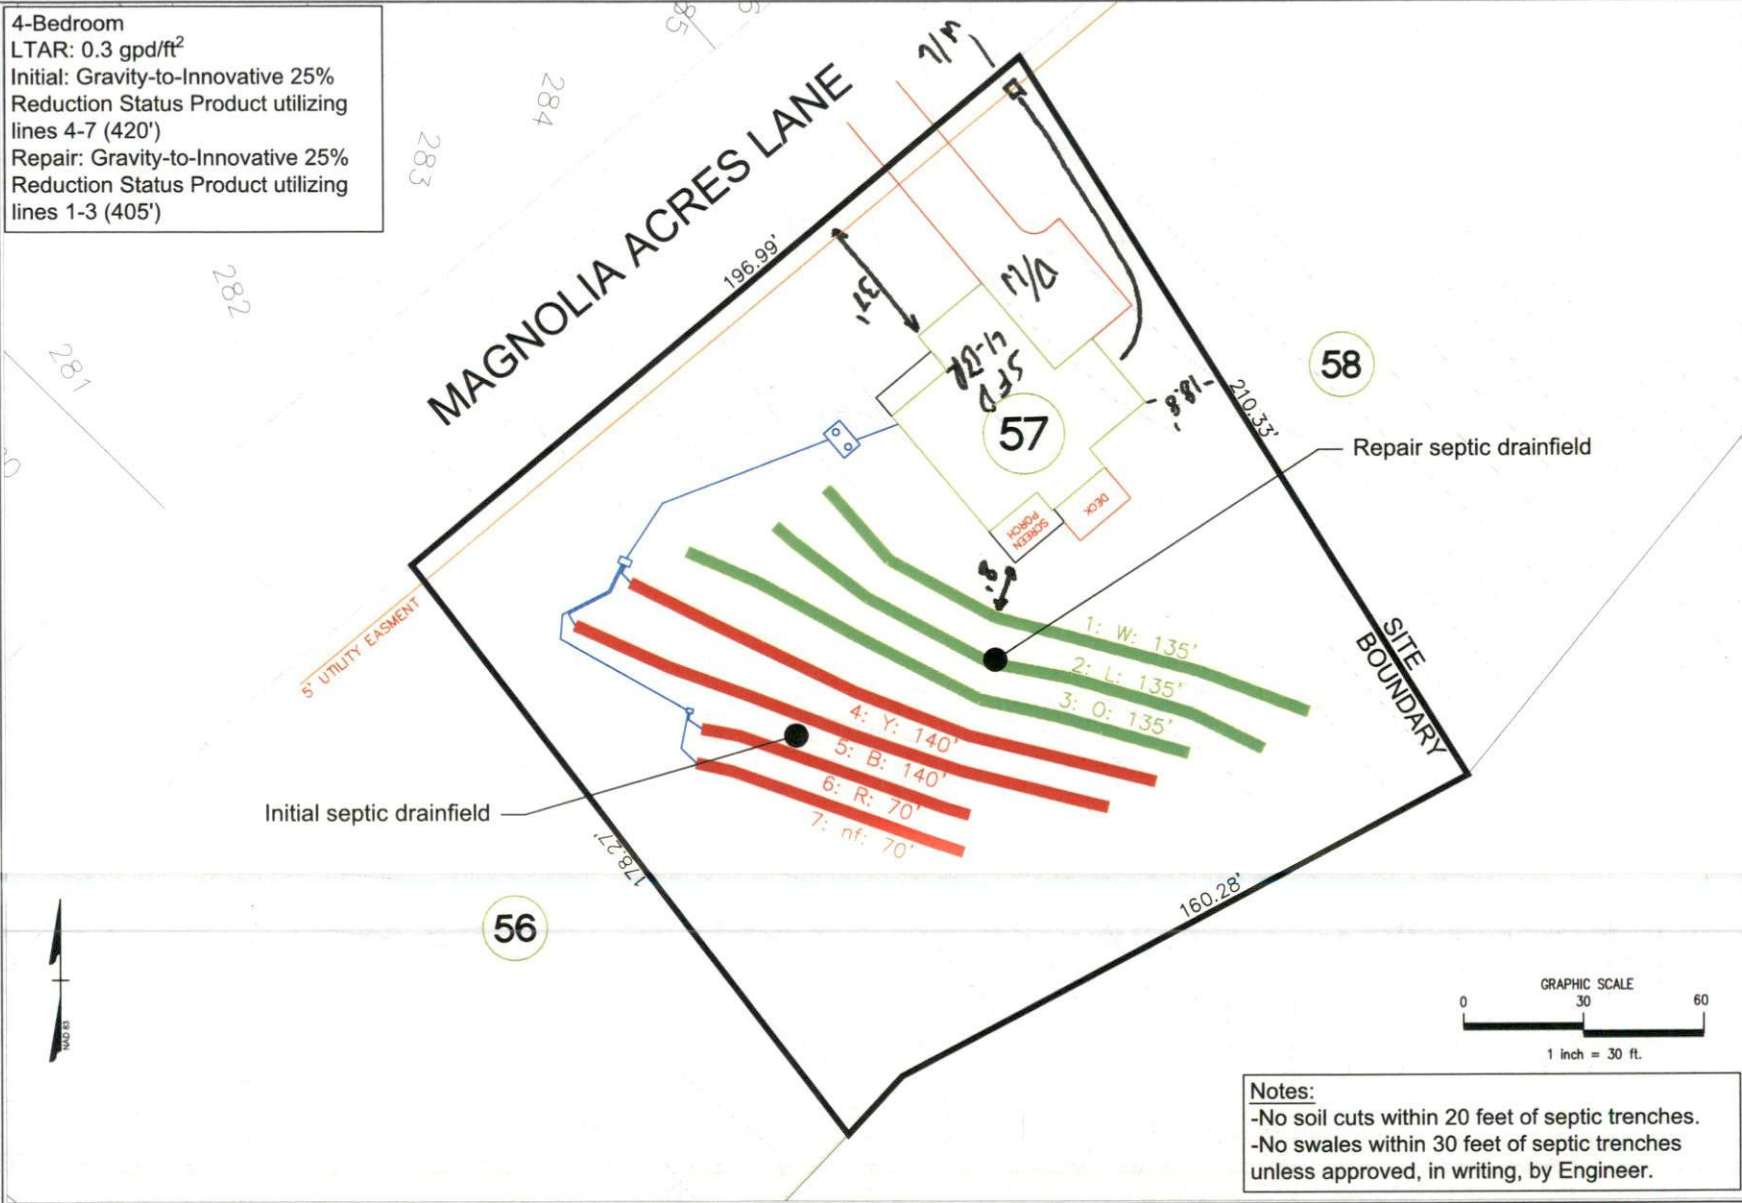 4-Bedroom
LTAR: 0.3 gpd/ft²
Initial: Gravity-to-Innovative 25%
Reduction Status Product utilizing
lines 4-7 (420')
Repair: Gravity-to-Innovative 25%
Reduction Status Product utilizing
lines 1-3 (405')
285
284
283
282
281
MAGNOLIA ACRES LANE
196.99'
W/L
37'
D/W
4-BR
SFD
57
18.8'
58
210.33'
Repair septic drainfield
DECK
SCREEN
PORCH
8'
5' UTILITY EASMENT
1: W: 135'
2: L: 135'
3: O: 135'
4: Y: 140'
5: B: 140'
6: R: 70'
7: nf: 70'
SITE
BOUNDARY
Initial septic drainfield
178.27'
160.28'
56
NAD 83
GRAPHIC SCALE
0 30 60
1 inch = 30 ft.
Notes:
-No soil cuts within 20 feet of septic trenches.
-No swales within 30 feet of septic trenches
unless approved, in writing, by Engineer.